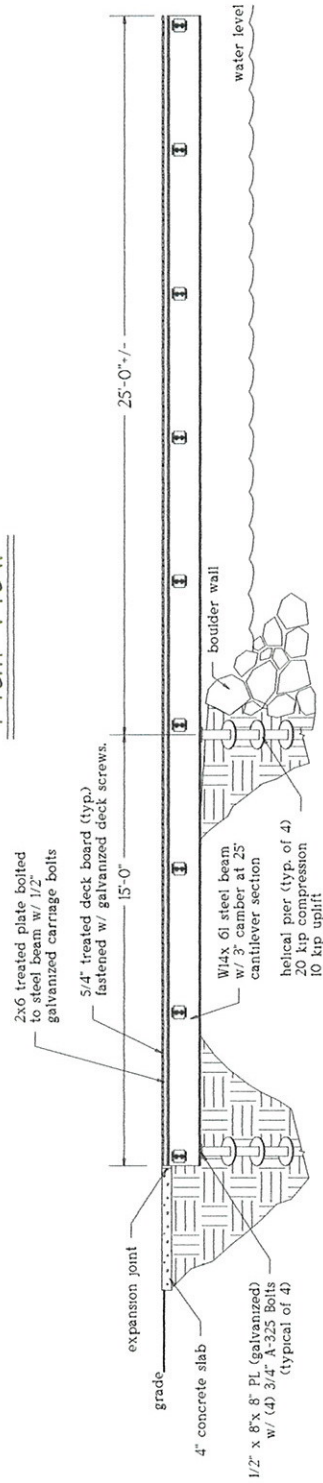 2x6 treated plate bolted
to steel beam w/ 1/2"
galvanized carriage bolts
5/4" treated deck board (typ.)
fastened w/ galvanized deck screws.
15'-0"
25'-0"+/-
water level
boulder wall
expansion joint
grade
4" concrete slab
W14x 61 steel beam
w/ 3" camber at 25'
cantilever section
helical pier (typ. of 4)
20 kip compression
10 kip uplift
1/2" x 8"x 8" PL (galvanized)
w/ (4) 3/4" A-325 Bolts
(typical of 4)